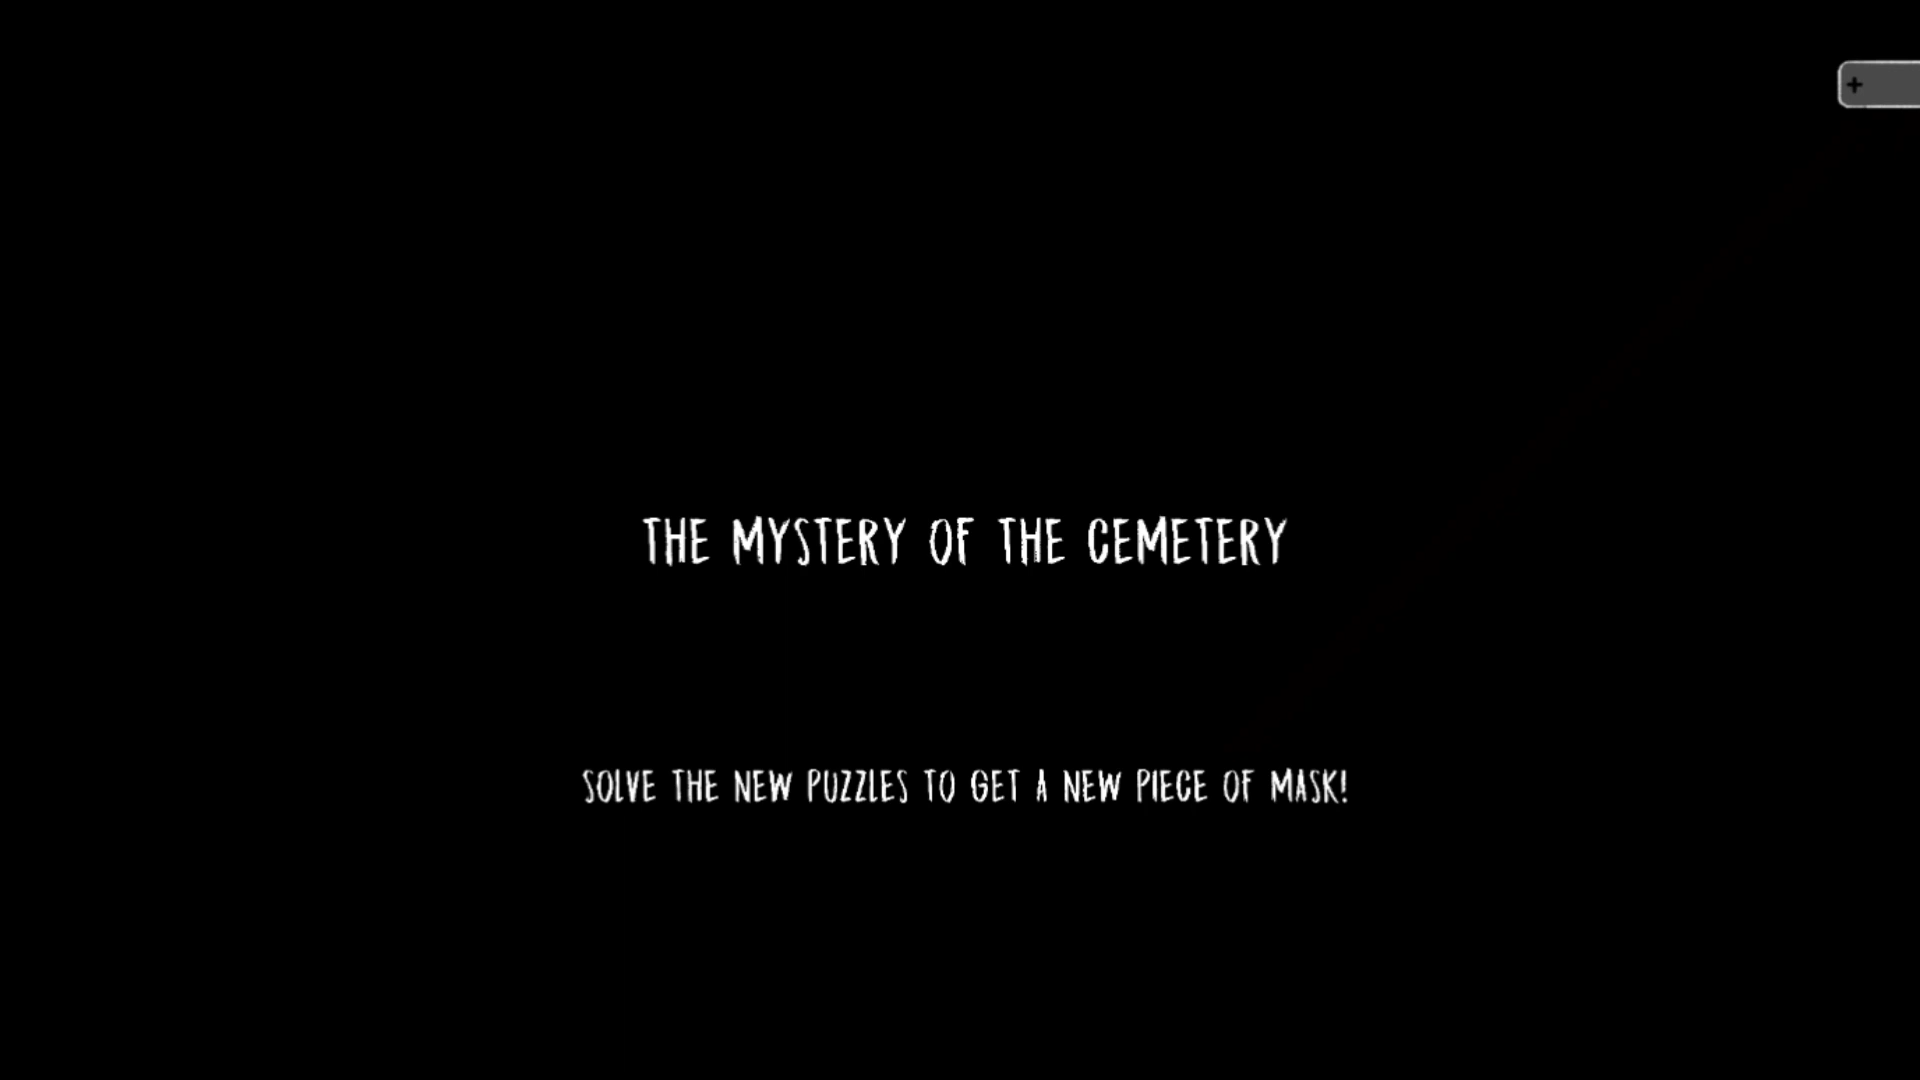 +
THE MYSTERY OF THE CEMETERY
SOLVE THE NEW PUZZLES TO GET A NEW PIECE OF MASK!